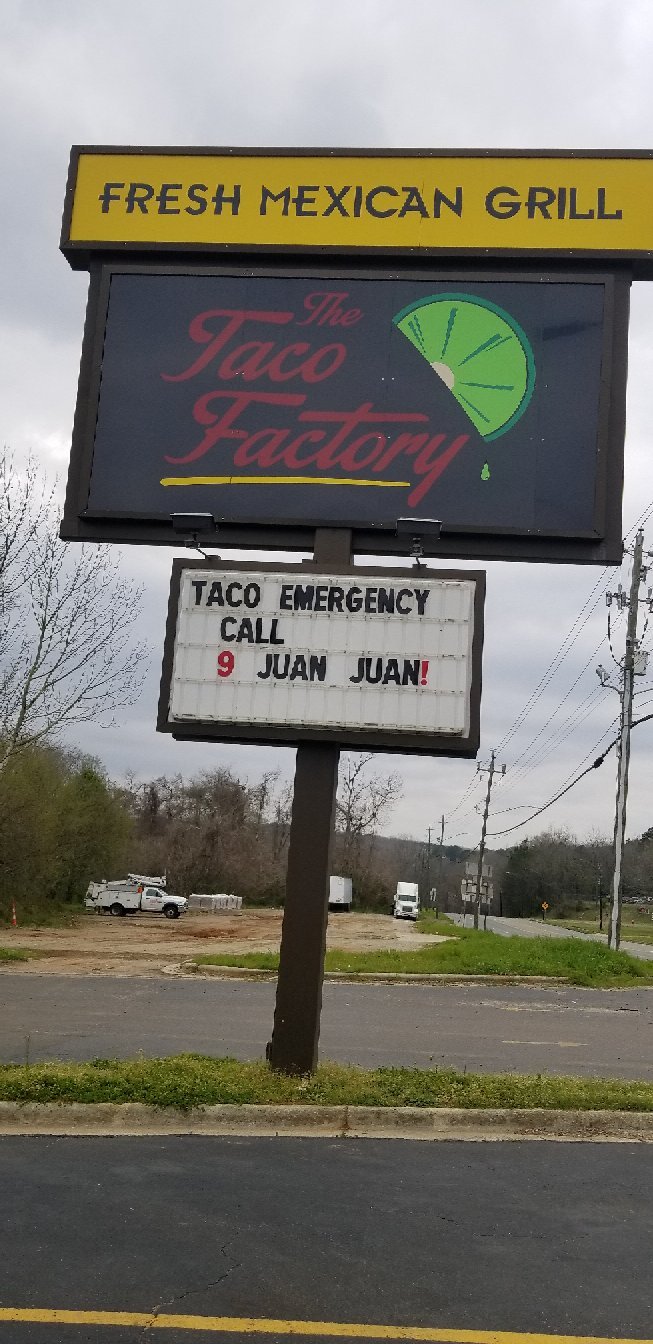 FRESH MEXICAN GRILL
The
Taco
Factory
TACO EMERGENCY
CALL
9 JUAN JUAN!